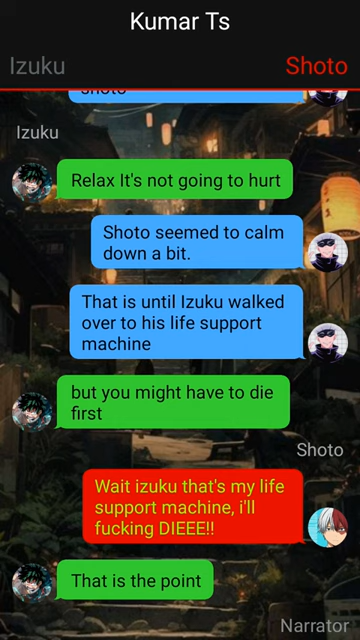 Kumar Ts
Izuku
Shoto
shoto
Izuku
Relax It's not going to hurt
Shoto seemed to calm
down a bit.
That is until Izuku walked
over to his life support
machine
but you might have to die
first
Shoto
Wait izuku that's my life
support machine, i'll
fucking DIEEE!!
That is the point
Narrator